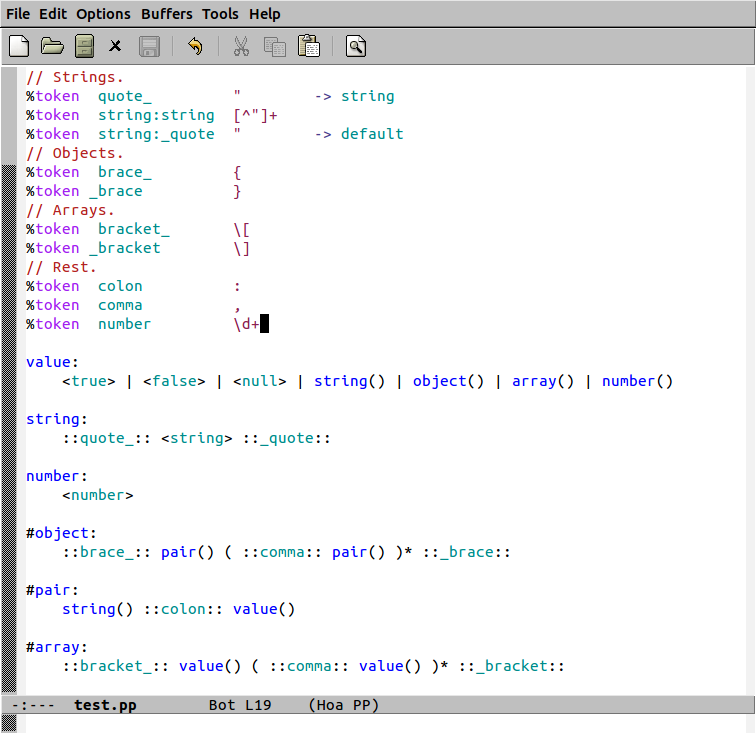 File Edit Options Buffers Tools Help
// Strings.
%token  quote_         "        -> string
%token  string:string  [^"]+
%token  string:_quote  "        -> default
// Objects.
%token  brace_         {
%token _brace          }
// Arrays.
%token  bracket_       \[
%token _bracket        \]
// Rest.
%token  colon          :
%token  comma          ,
%token  number         \d+
value:
    <true> | <false> | <null> | string() | object() | array() | number()
string:
    ::quote_:: <string> ::_quote::
number:
    <number>
#object:
    ::brace_:: pair() ( ::comma:: pair() )* ::_brace::
#pair:
    string() ::colon:: value()
#array:
    ::bracket_:: value() ( ::comma:: value() )* ::_bracket::
-:---  test.pp        Bot L19    (Hoa PP)